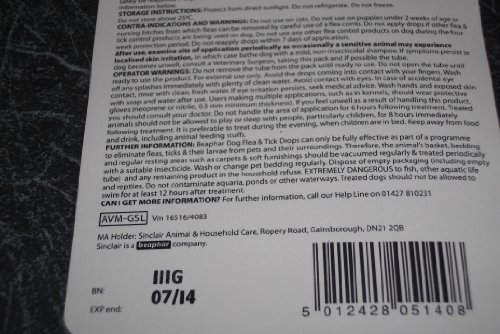 information below.
STORAGE INSTRUCTIONS: Protect from direct sunlight. Do not refrigerate. Do not freeze.
Do not store above 25ºC.
CONTRA-INDICATIONS AND WARNINGS: Do not use on cats. Do not use on puppies under 2 weeks of age or
nursing bitches from which fleas can be removed by careful use of a flea comb. Do not apply drops if other flea &
tick control products are being used on dog. Do not use any other flea control products on dog during the four
week protection period. Do not reapply drops within 7 days of application.
After use, examine site of application periodically as occasionally a sensitive animal may experience
localised skin irritation, in which case bathe dog with a mild, non-insecticidal shampoo. If symptoms persist or
dog becomes unwell, consult a Veterinary Surgeon, taking this pack and if possible the tube.
OPERATOR WARNINGS: Do not remove the tube from the pack until ready to use. Do not open the tube until
ready to use the product. For external use only. Avoid the drops coming into contact with your fingers. Wash
off any splashes immediately with plenty of clean water. Avoid contact with eyes. In case of accidental eye
contact, rinse with clean, fresh water. If eye irritation persists, seek medical advice. Wash hands and exposed skin
with soap and water after use. Users making multiple applications, such as in kennels, should wear protective
gloves (neoprene or nitrile, 0.3 mm minimum thickness). If you feel unwell as a result of handling this product,
you should consult your doctor. Do not handle the area of application for 6 hours immediately. Treated
dogs should not be allowed to play or sleep with people, particularly children, for 8 hours immediately
following treatment. It is preferable to treat during the evening, when children are in bed. Keep away from food
and drink, including animal feeding stuffs.
FURTHER INFORMATION: Beaphar Dog Flea & Tick Drops can only be fully effective as part of a programme
to eliminate fleas, ticks & their larvae from pets and their surroundings. Therefore, the animal's basket, bedding
and regular resting areas such as carpets & soft furnishings should be vacuumed regularly & treated periodically
with a suitable insecticide. Wash or change pet bedding regularly. Dispose of empty packaging (including empty
tube) and any remaining product in the household refuse. EXTREMELY DANGEROUS to fish, other aquatic life
and reptiles. Do not contaminate aquaria, ponds or other waterways. Treated dogs should not be allowed to
swim for at least 12 hours after treatment.
CAN I GET MORE INFORMATION? For further information, call our Help Line on 01427 810231
AVM-GSL Vm 16516/4083
MA Holder: Sinclair Animal & Household Care, Ropery Road, Gainsborough, DN21 2QB
Sinclair is a beaphar company.
BN: IIIG
EXP end: 07/14
5 012428 051408